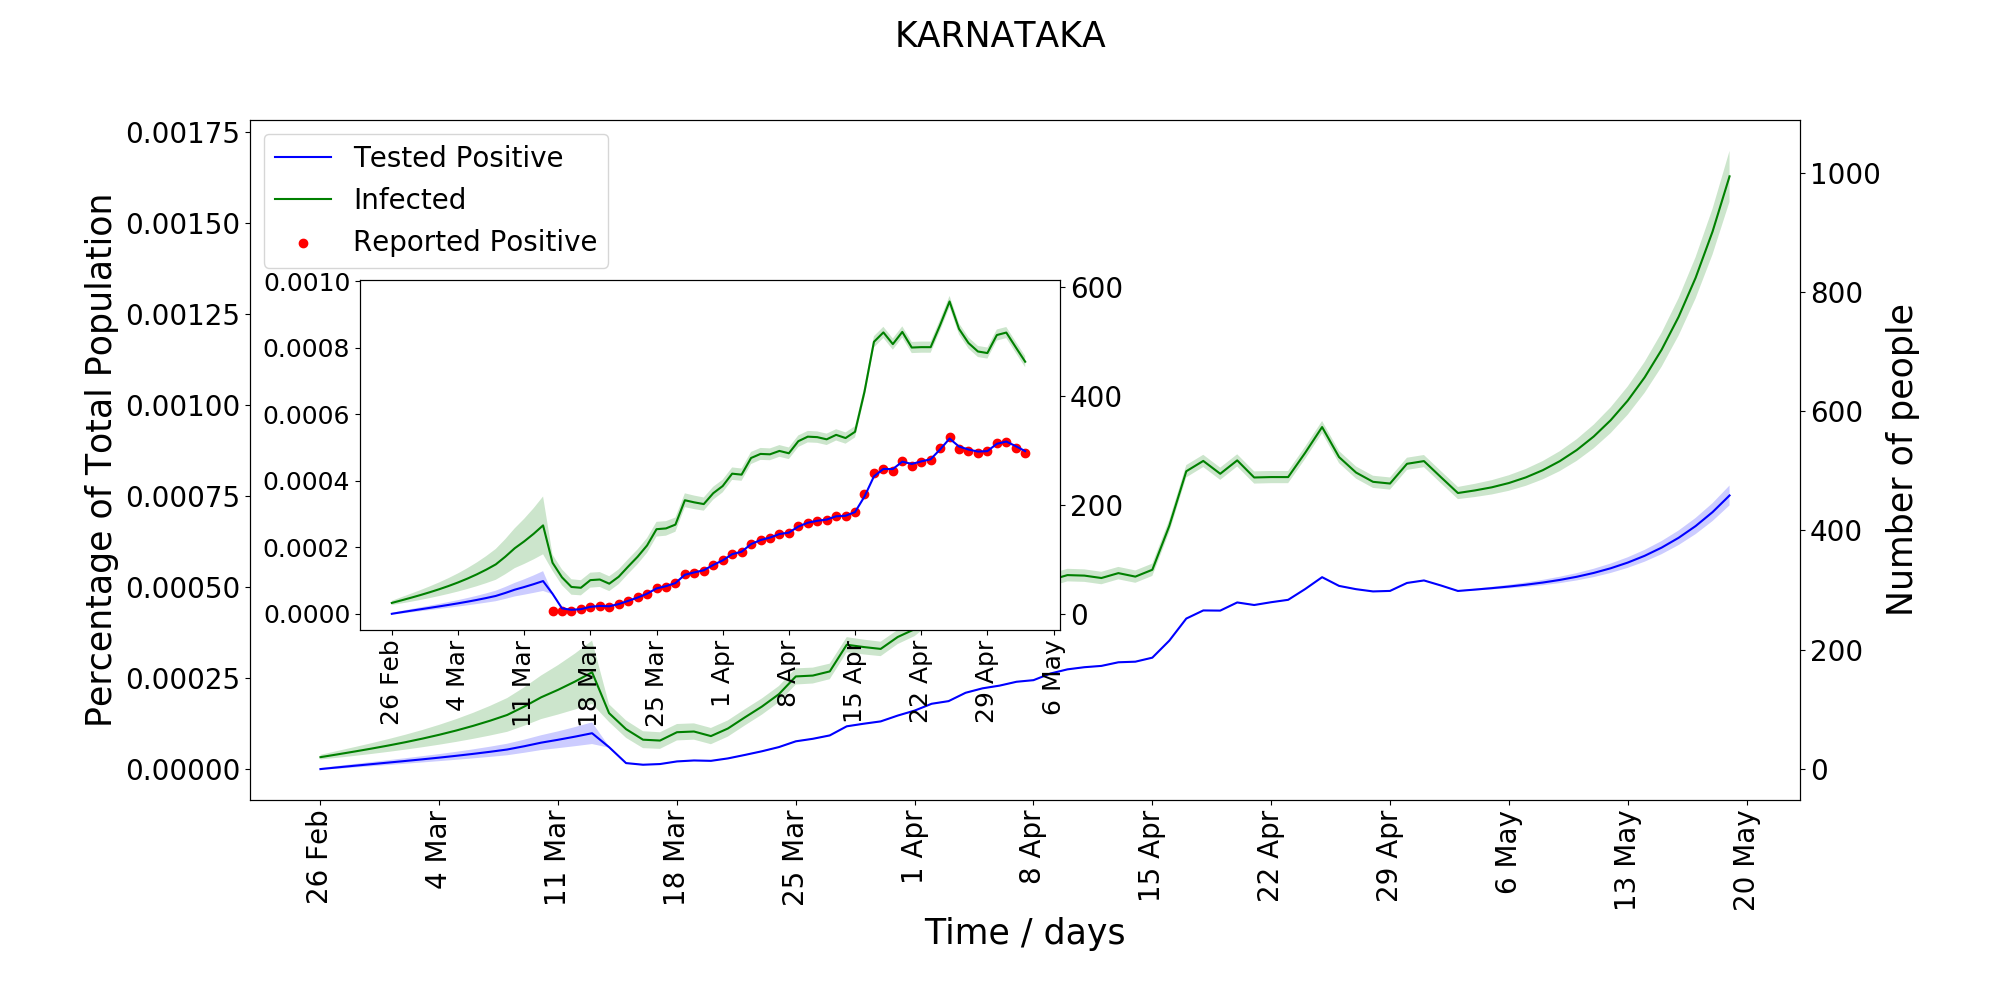 KARNATAKA
Tested Positive
Infected
Reported Positive
Percentage of Total Population
0.00175
0.00150
0.00125
0.00100
0.00075
0.00050
0.00025
0.00000
1000
800
600
400
200
0
Number of people
0.0010
0.0008
0.0006
0.0004
0.0002
0.0000
600
400
200
0
26 Feb
4 Mar
11 Mar
18 Mar
25 Mar
1 Apr
8 Apr
15 Apr
22 Apr
29 Apr
6 May
26 Feb
4 Mar
11 Mar
18 Mar
25 Mar
1 Apr
8 Apr
15 Apr
22 Apr
29 Apr
6 May
13 May
20 May
Time / days